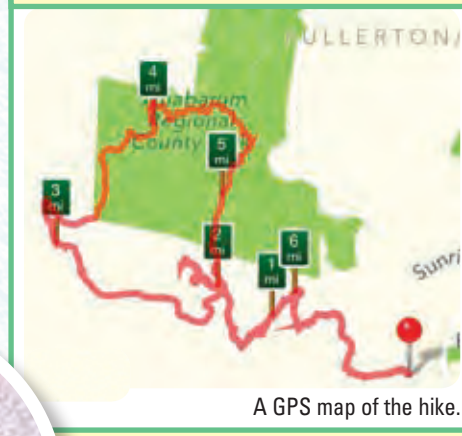 FULLERTON
4
mi
Regional
County
5
mi
3
mi
2
mi
1
mi
6
mi
Sunri
A GPS map of the hike.